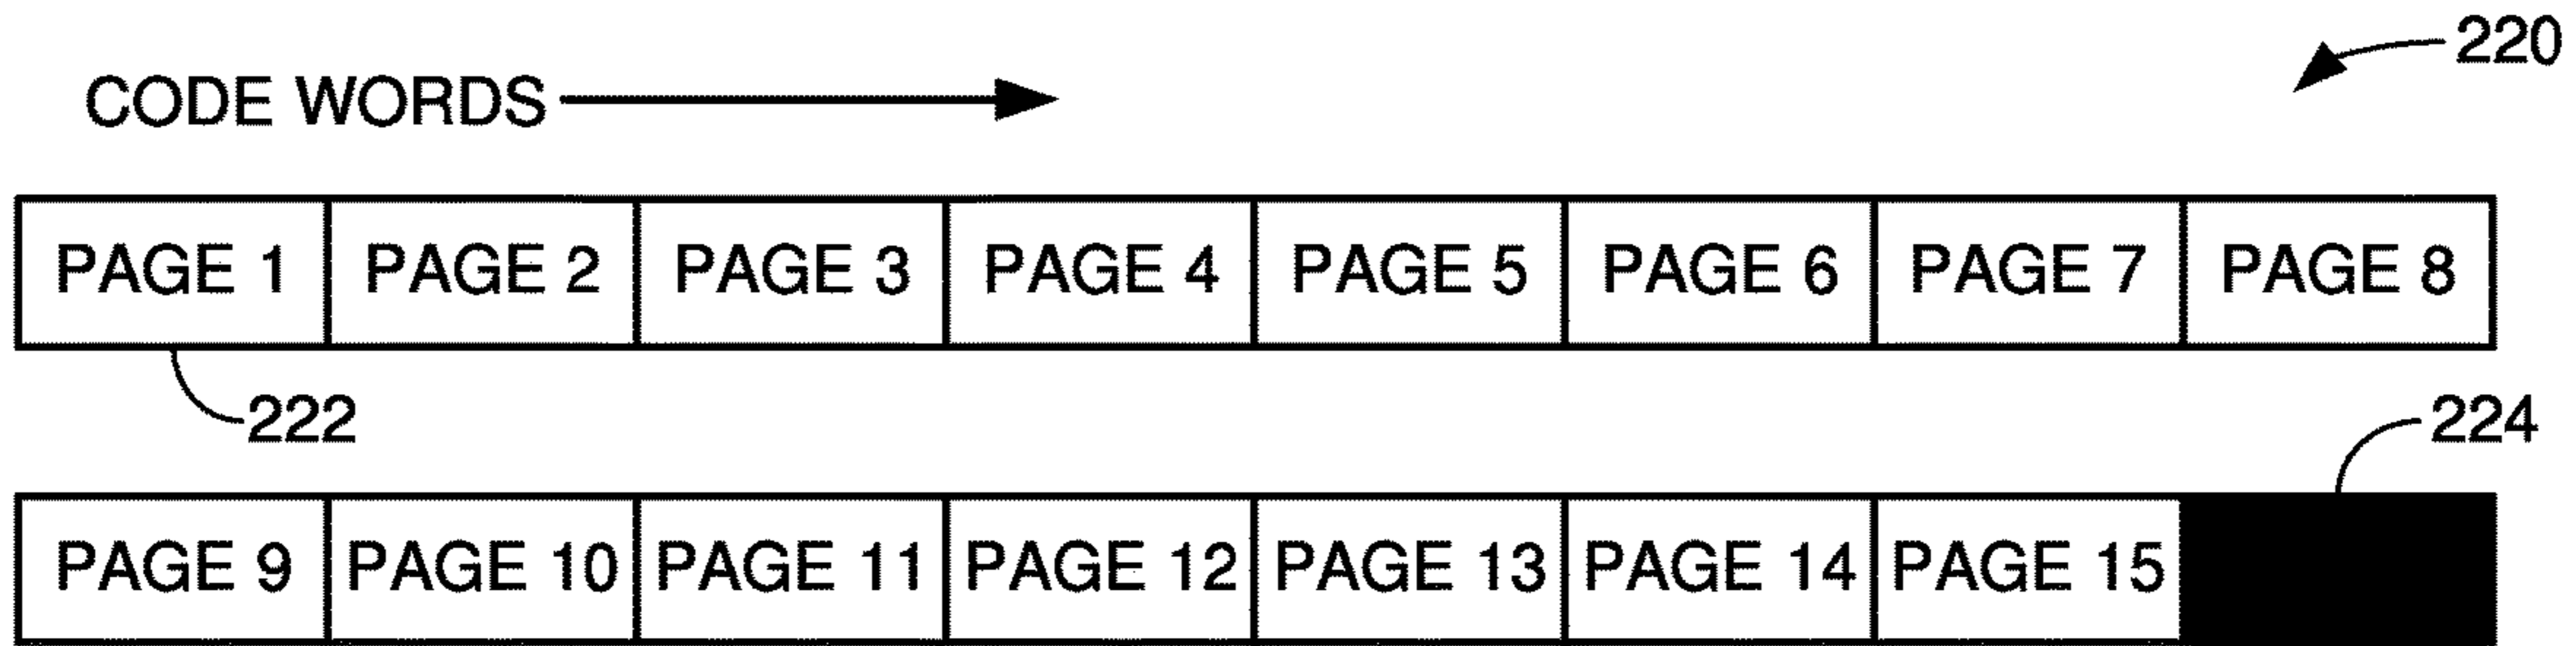 220
CODE WORDS
PAGE 1 PAGE 2 PAGE 3 PAGE 4 PAGE 5 PAGE 6 PAGE 7 PAGE 8
222
224
PAGE 9 PAGE 10 PAGE 11 PAGE 12 PAGE 13 PAGE 14 PAGE 15